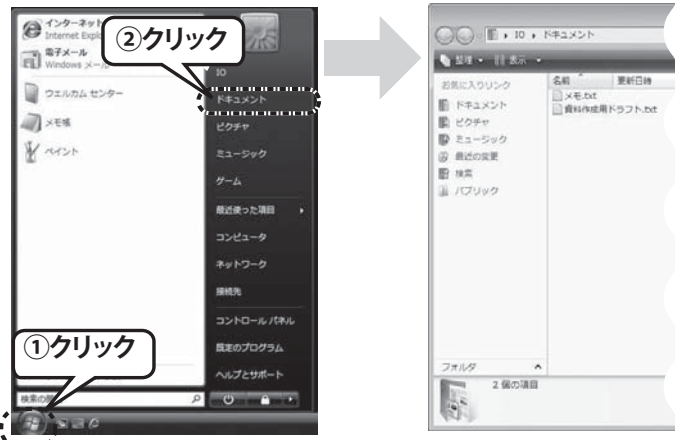 インターネット
Internet Explo
電子メール
Windows メール
ウェルカム センター
メモ帳
ペイント
②クリック
IO
ドキュメント
ピクチャ
ミュージック
ゲーム
最近使った項目
コンピュータ
ネットワーク
接続先
コントロール パネル
既定のプログラム
ヘルプとサポート
①クリック
検索の開
IO ドキュメント
整理 表示
お気に入りリンク
ドキュメント
ピクチャ
ミュージック
最近の変更
検索
パブリック
名前 更新日時
メモ.txt
資料作成用ドラフト.txt
フォルダ
2 個の項目